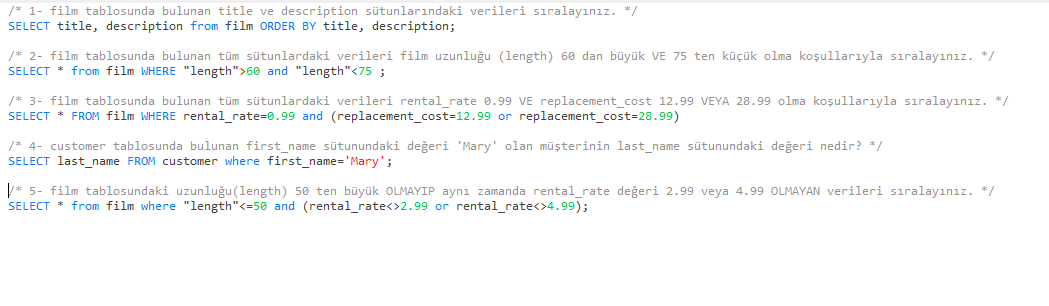 /* 1- film tablosunda bulunan title ve description sütunlarındaki verileri sıralayınız. */
SELECT title, description from film ORDER BY title, description;
/* 2- film tablosunda bulunan tüm sütunlardaki verileri film uzunluğu (length) 60 dan büyük VE 75 ten küçük olma koşullarıyla sıralayınız. */
SELECT * from film WHERE "length">60 and "length"<75 ;
/* 3- film tablosunda bulunan tüm sütunlardaki verileri rental_rate 0.99 VE replacement_cost 12.99 VEYA 28.99 olma koşullarıyla sıralayınız. */
SELECT * FROM film WHERE rental_rate=0.99 and (replacement_cost=12.99 or replacement_cost=28.99)
/* 4- customer tablosunda bulunan first_name sütunundaki değeri 'Mary' olan müşterinin last_name sütunundaki değeri nedir? */
SELECT last_name FROM customer where first_name='Mary';
/* 5- film tablosundaki uzunluğu(length) 50 ten büyük OLMAYIP aynı zamanda rental_rate değeri 2.99 veya 4.99 OLMAYAN verileri sıralayınız. */
SELECT * from film where "length"<=50 and (rental_rate<>2.99 or rental_rate<>4.99);